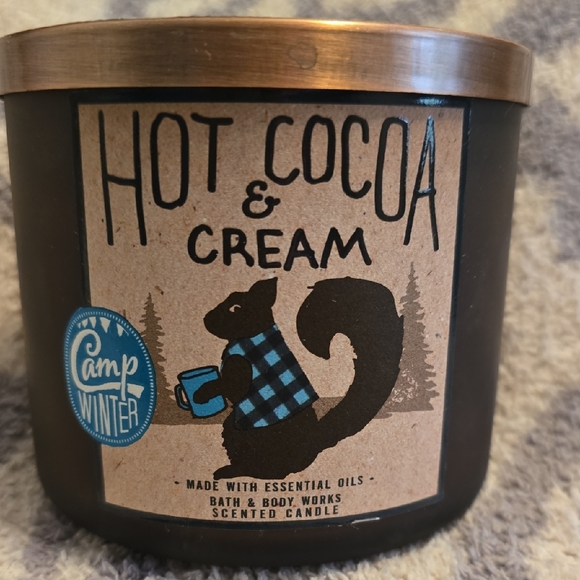 HOT COCOA
&
CREAM
Camp
WINTER
- MADE WITH ESSENTIAL OILS -
BATH & BODY WORKS
SCENTED CANDLE